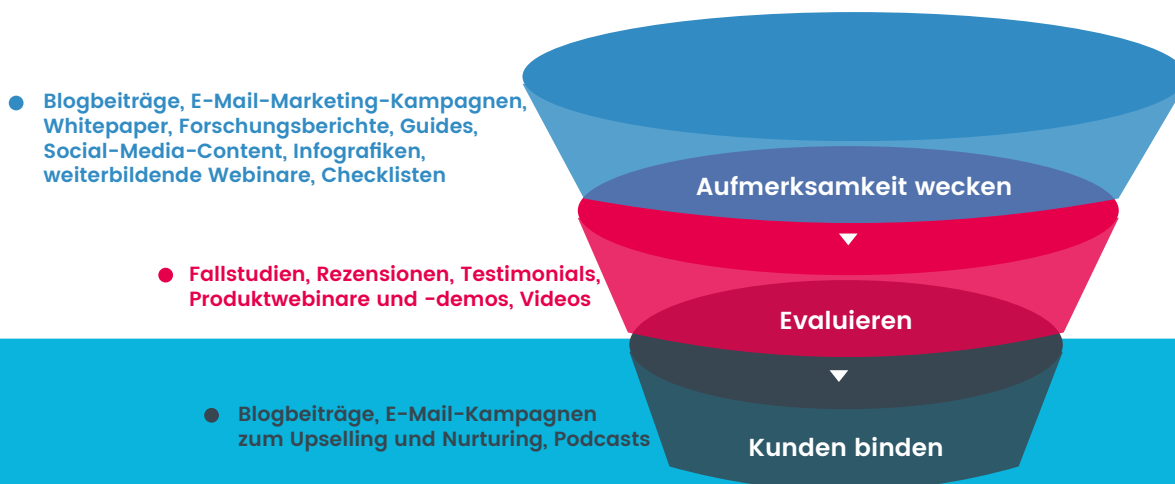 Blogbeiträge, E-Mail-Marketing-Kampagnen,
Whitepaper, Forschungsberichte, Guides,
Social-Media-Content, Infografiken,
weiterbildende Webinare, Checklisten
Aufmerksamkeit wecken
Fallstudien, Rezensionen, Testimonials,
Produktwebinare und -demos, Videos
Evaluieren
Blogbeiträge, E-Mail-Kampagnen
zum Upselling und Nurturing, Podcasts
Kunden binden